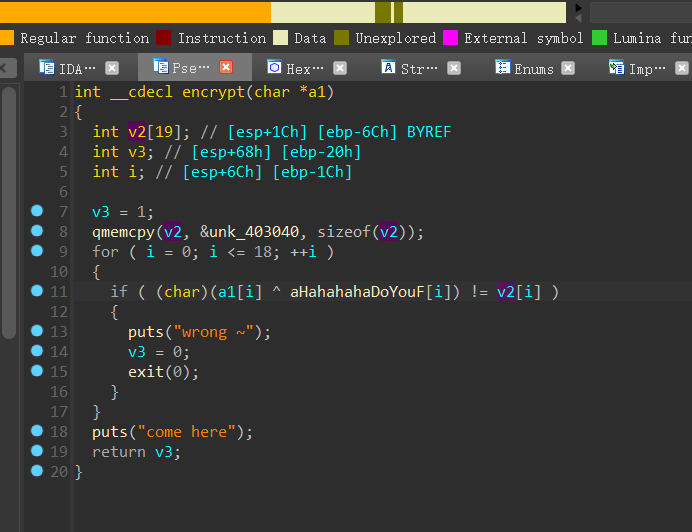 Regular function Instruction Data Unexplored External symbol Lumina fun
IDA··· Pse··· Hex··· Str··· Enums Imp···
1 int __cdecl encrypt(char *a1)
2 {
3   int v2[19]; // [esp+1Ch] [ebp-6Ch] BYREF
4   int v3; // [esp+68h] [ebp-20h]
5   int i; // [esp+6Ch] [ebp-1Ch]
6
7   v3 = 1;
8   qmemcpy(v2, &unk_403040, sizeof(v2));
9   for ( i = 0; i <= 18; ++i )
10   {
11     if ( (char)(a1[i] ^ aHahahahaDoYouF[i]) != v2[i] )
12     {
13       puts("wrong ~");
14       v3 = 0;
15       exit(0);
16     }
17   }
18   puts("come here");
19   return v3;
20 }